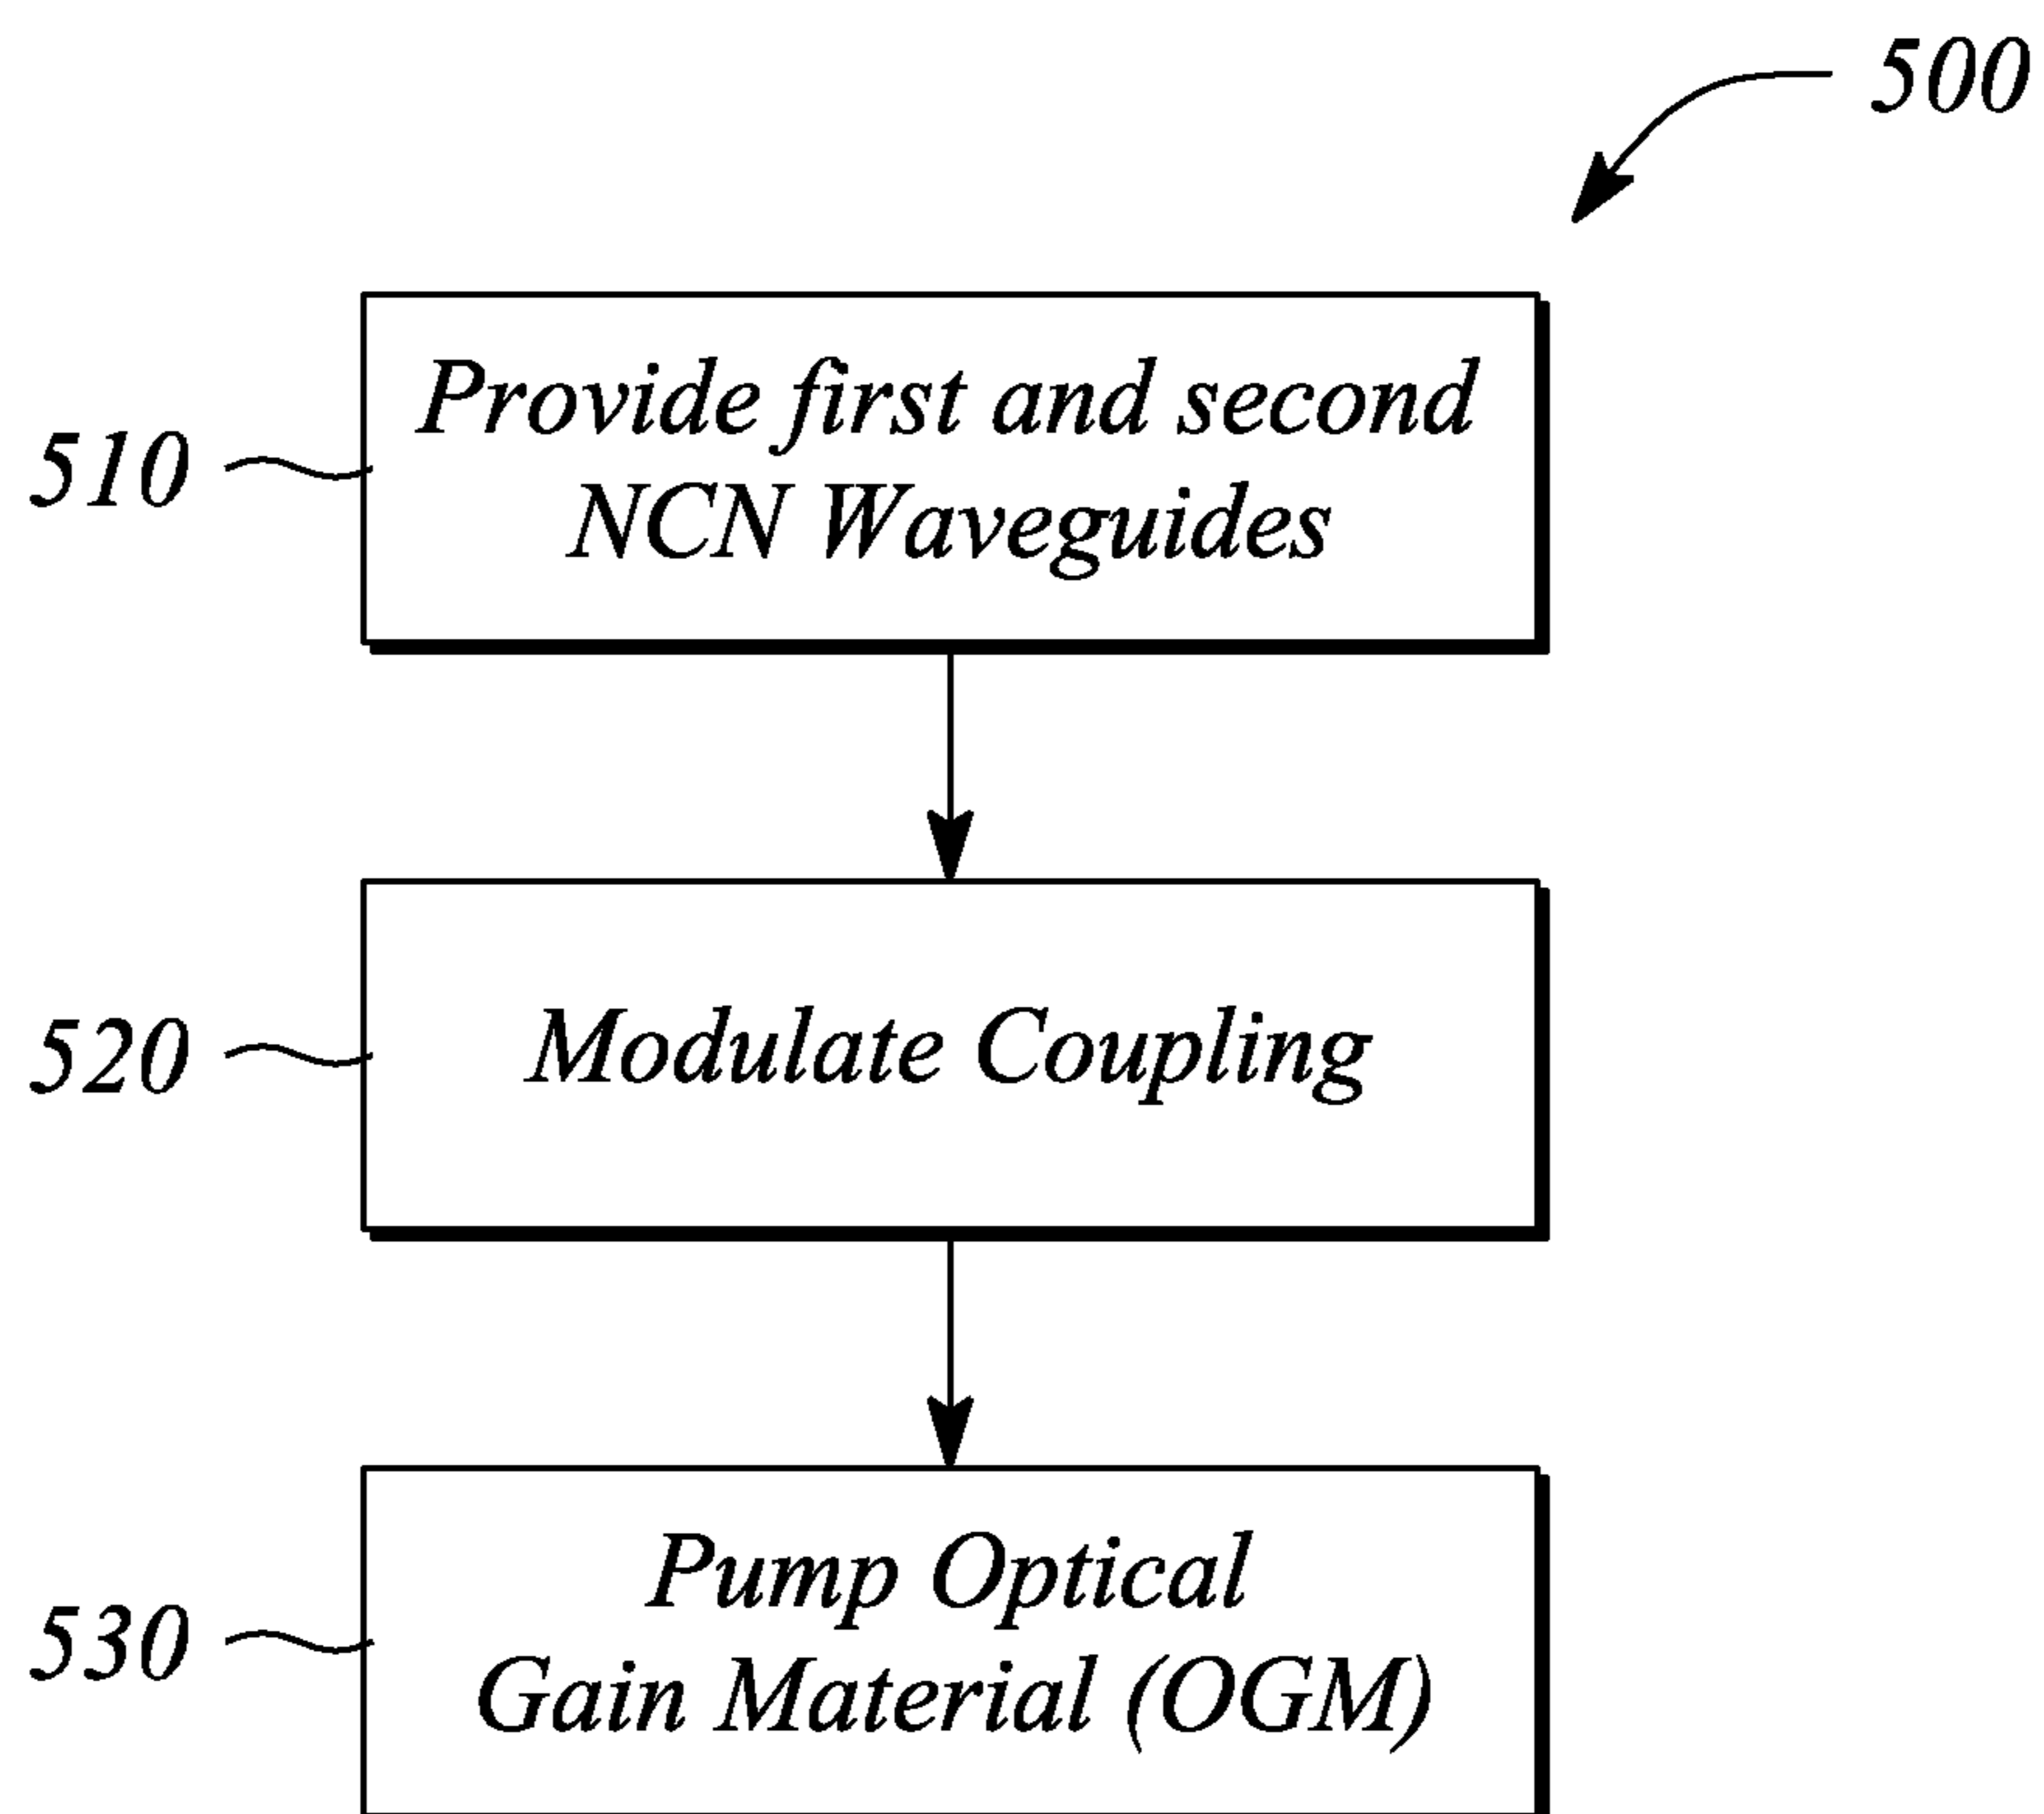 500
510
Provide first and second
NCN Waveguides
520
Modulate Coupling
530
Pump Optical
Gain Material (OGM)